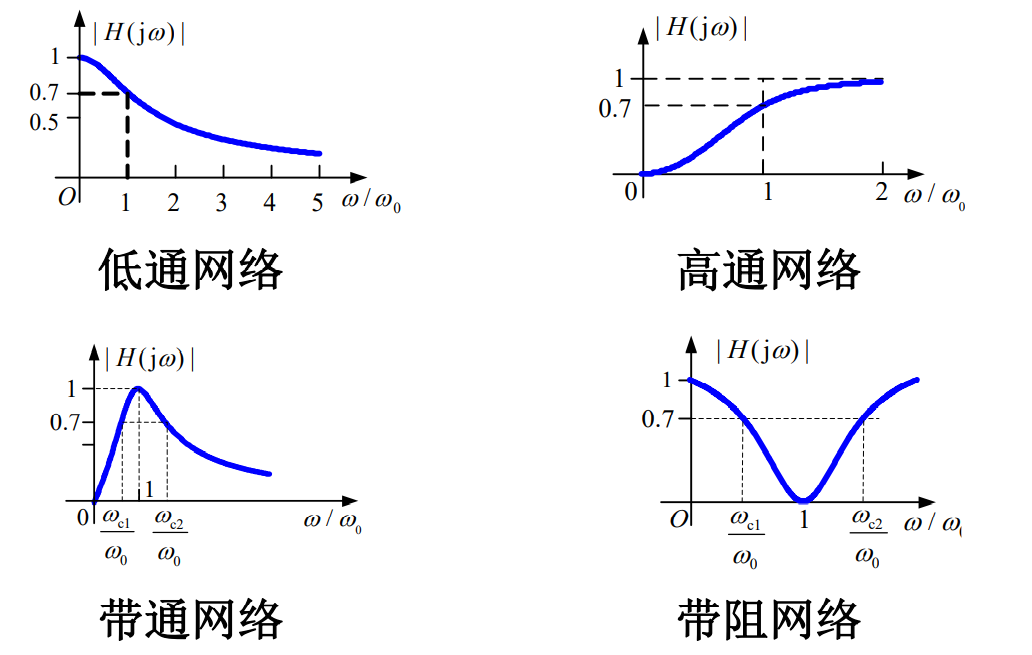 |H(jω)|
1
0.7
0.5
O 1 2 3 4 5 ω/ω0
低通网络
|H(jω)|
1
0.7
0 1 2 ω/ω0
高通网络
|H(jω)|
1
0.7
1
0 ωc1/ω0 ωc2/ω0 ω/ω0
带通网络
|H(jω)|
1
0.7
O ωc1/ω0 1 ωc2/ω0 ω/ω
带阻网络